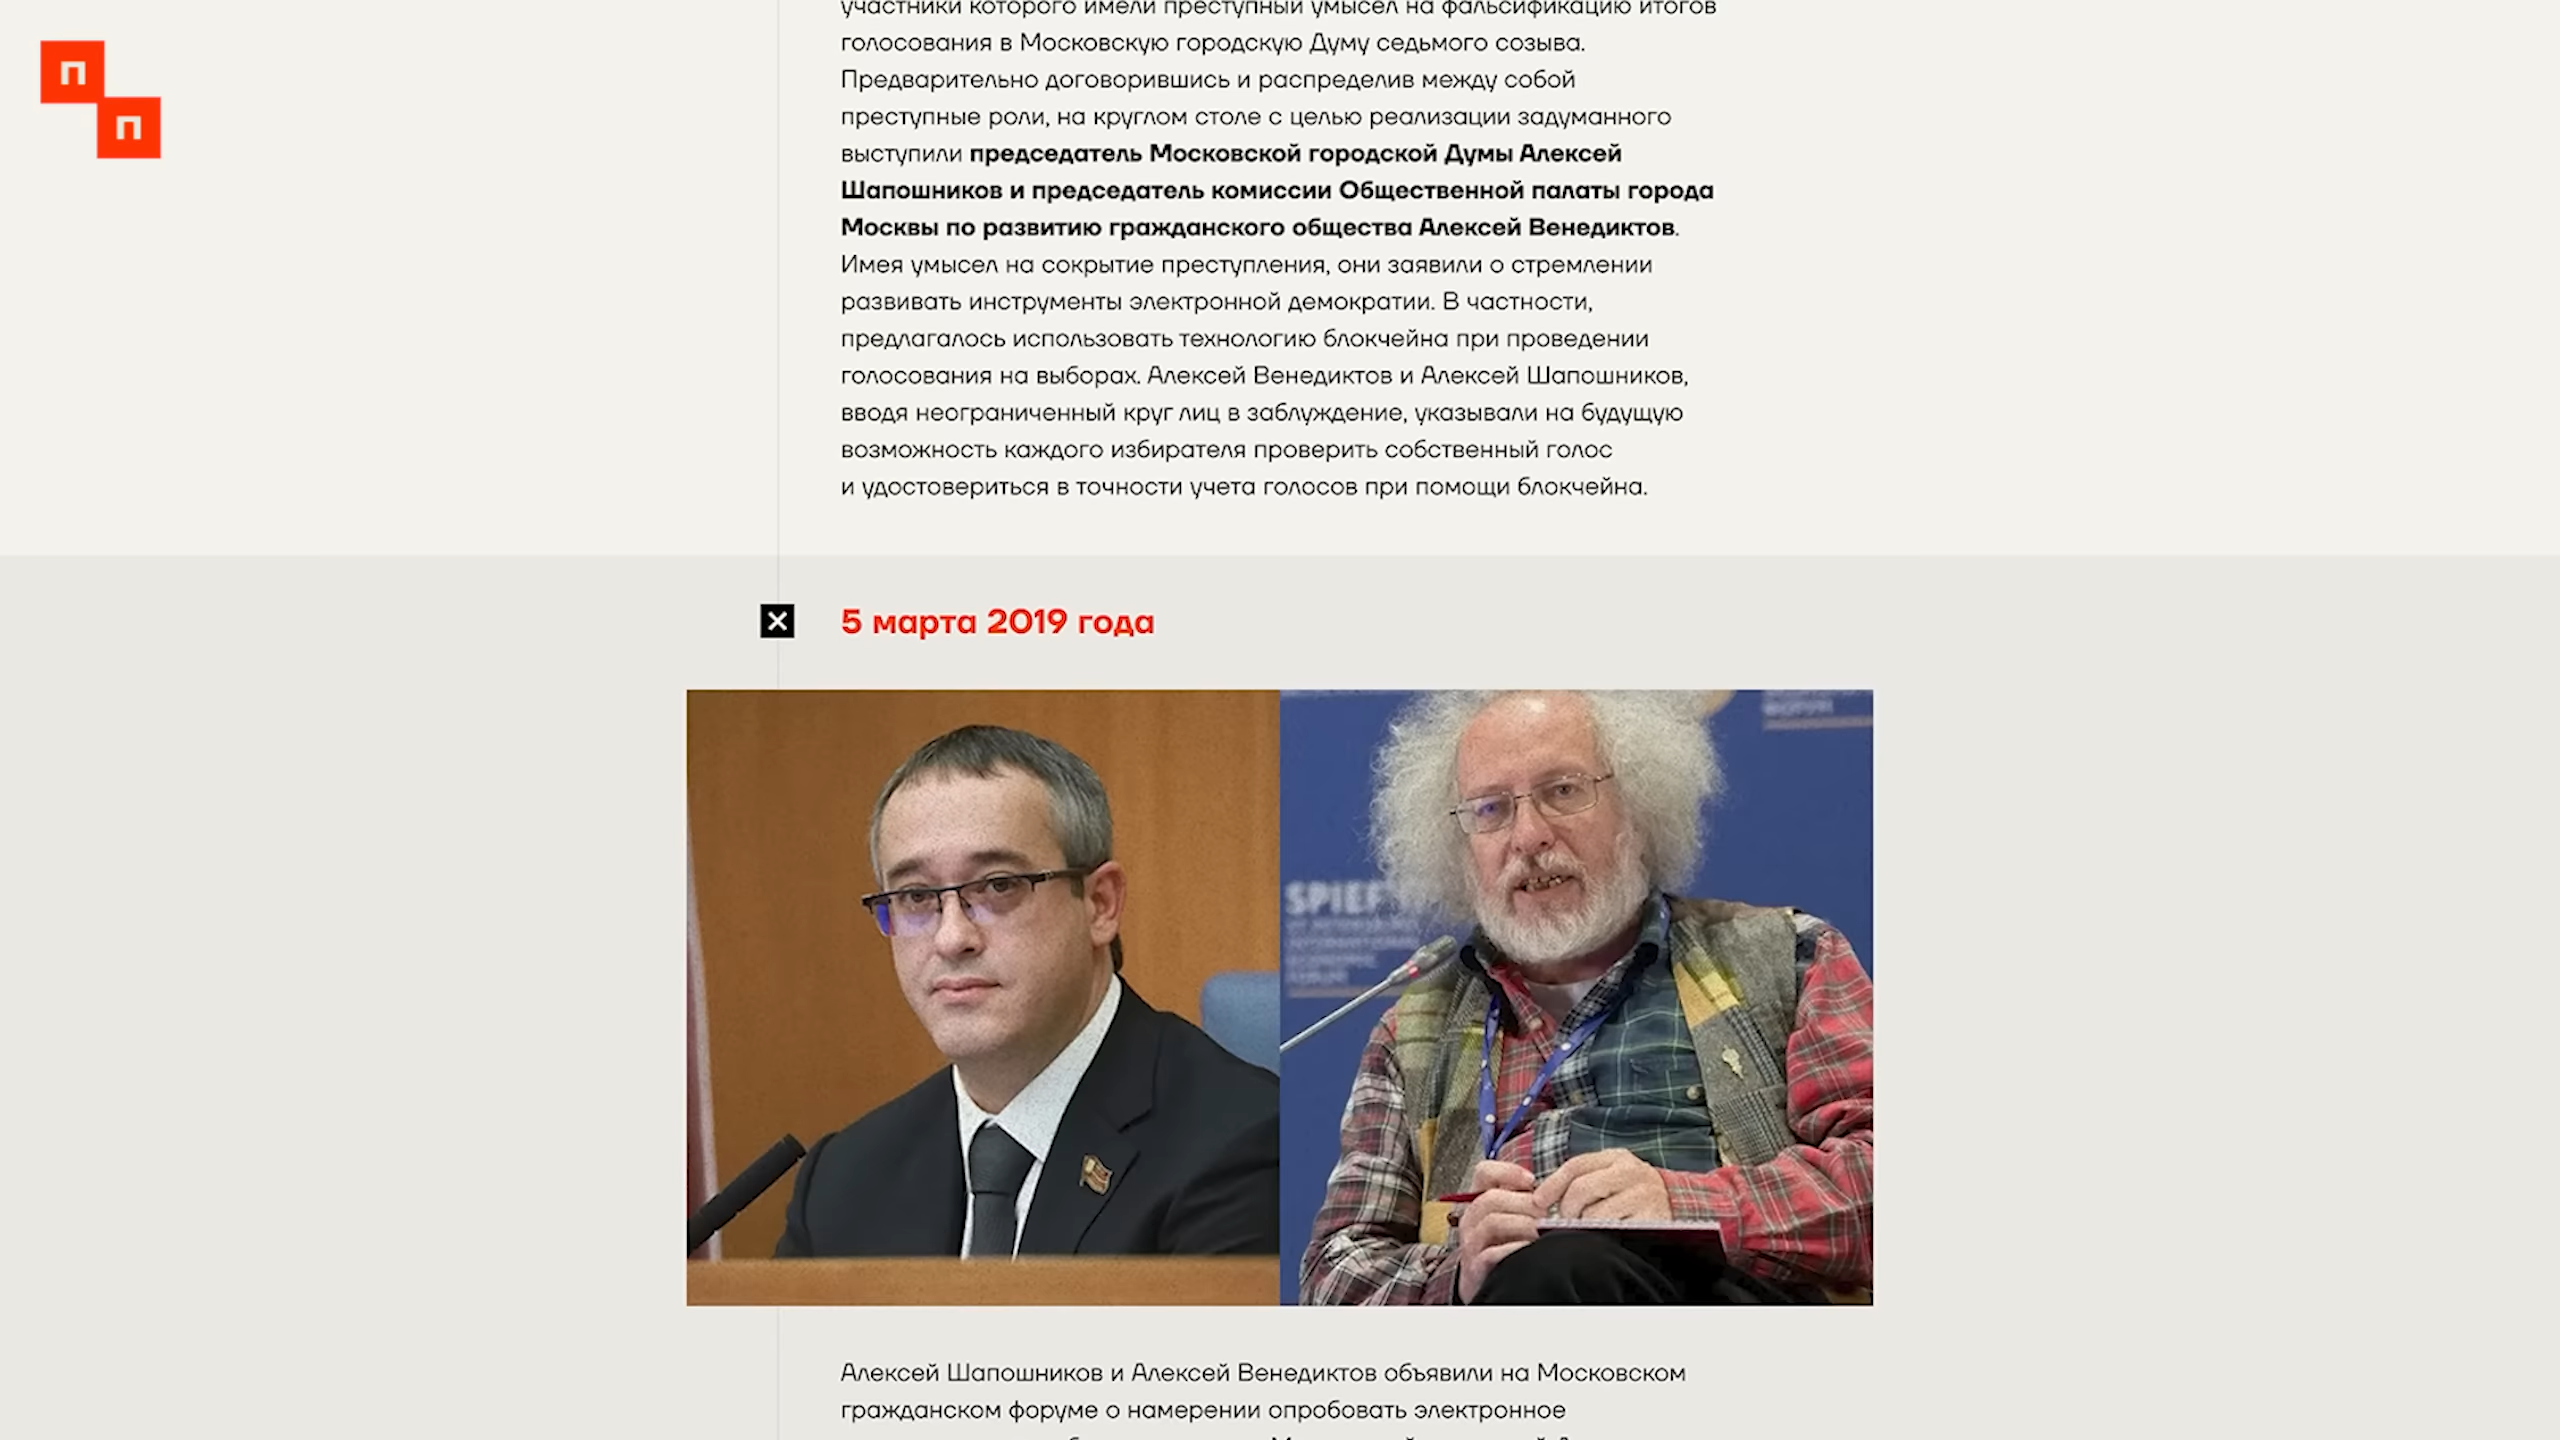 участники которого имели преступный умысел на фальсификацию итогов
голосования в Московскую городскую Думу седьмого созыва.
Предварительно договорившись и распределив между собой
преступные роли, на круглом столе с целью реализации задуманного
выступили председатель Московской городской Думы Алексей
Шапошников и председатель комиссии Общественной палаты города
Москвы по развитию гражданского общества Алексей Венедиктов.
Имея умысел на сокрытие преступления, они заявили о стремлении
развивать инструменты электронной демократии. В частности,
предлагалось использовать технологию блокчейна при проведении
голосования на выборах. Алексей Венедиктов и Алексей Шапошников,
вводя неограниченный круг лиц в заблуждение, указывали на будущую
возможность каждого избирателя проверить собственный голос
и удостовериться в точности учета голосов при помощи блокчейна.
п
п
5 марта 2019 года
SPIEF
Алексей Шапошников и Алексей Венедиктов объявили на Московском
гражданском форуме о намерении опробовать электронное